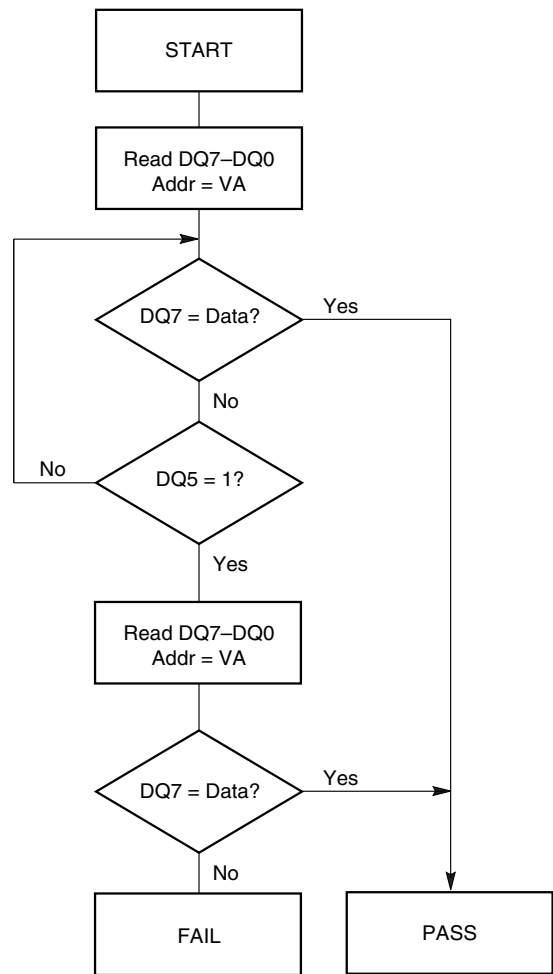 START
Read DQ7–DQ0
Addr = VA
DQ7 = Data?
Yes
No
No
DQ5 = 1?
Yes
Read DQ7–DQ0
Addr = VA
DQ7 = Data?
Yes
No
FAIL
PASS